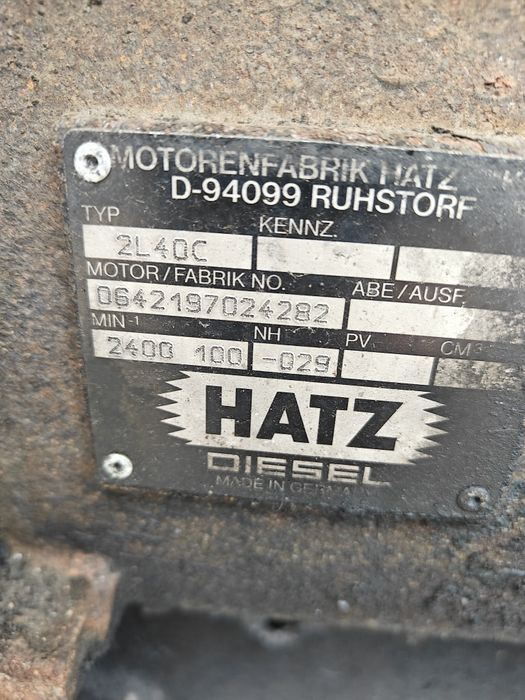 MOTORENFABRIK HATZ
D-94099 RUHSTORF
TYP KENNZ.
2L40C
MOTOR/FABRIK NO. ABE/AUSF.
0642197024282
MIN-1 NH PV CM3
2400 100 -029
HATZ
DIESEL
MADE IN GERMANY